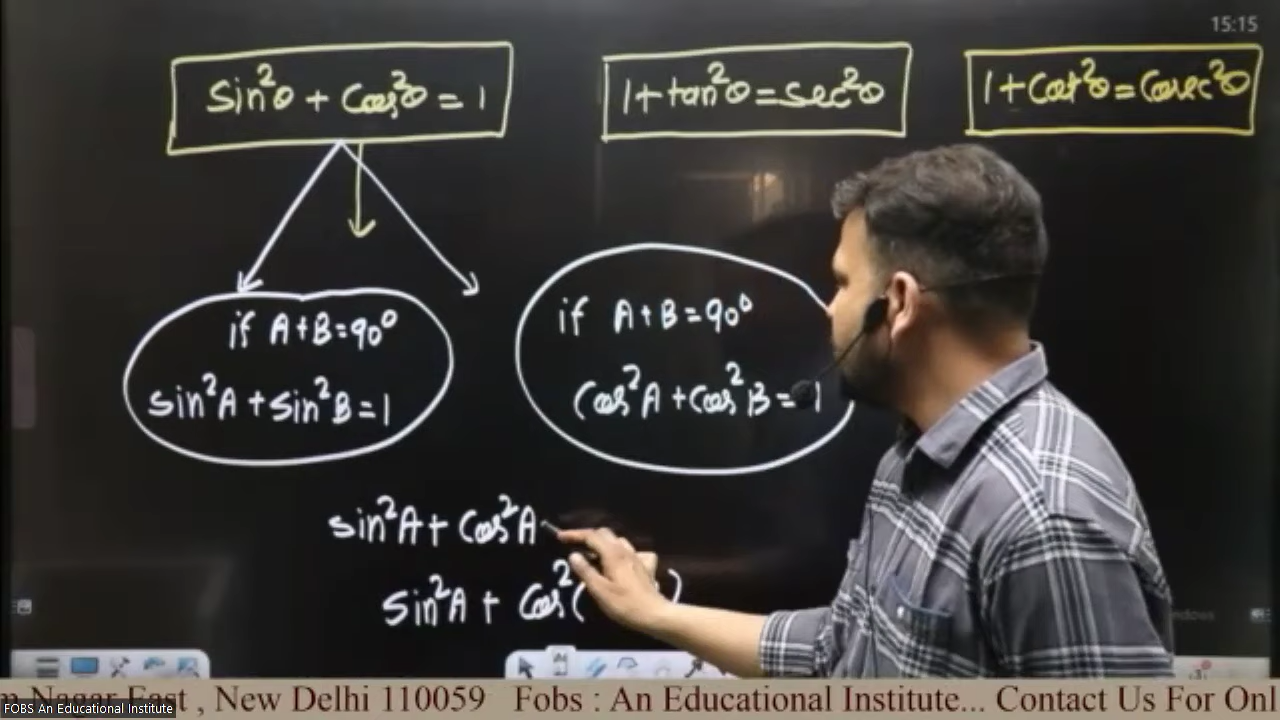 15:15
sin²θ + Cos²θ = 1
1 + tan²θ = sec²θ
1 + Cot²θ = Cosec²θ
if A+B=90°
sin²A + sin²B = 1
if A+B=90°
Cos²A + Cos²B = 1
sin²A + Cos²A
sin²A + Cos²( )
m Nagar East , New Delhi 110059 Fobs : An Educational Institute... Contact Us For Onl
FOBS An Educational Institute